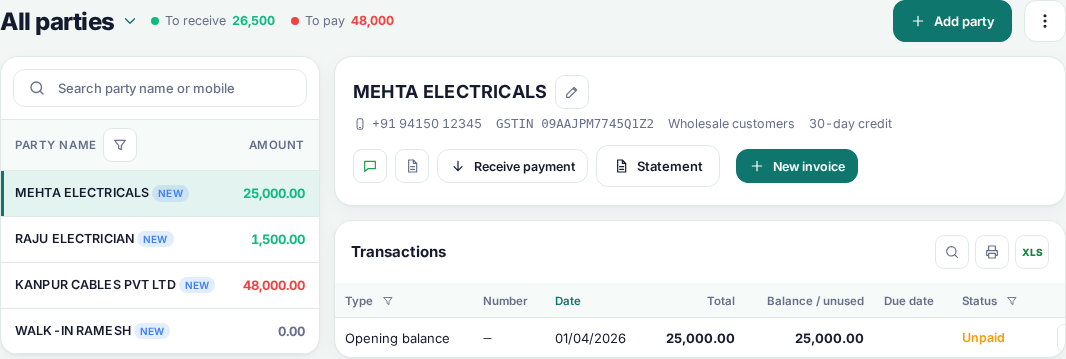 All parties To receive 26,500 To pay 48,000 Add party
Search party name or mobile
PARTY NAME AMOUNT
MEHTA ELECTRICALS NEW 25,000.00
RAJU ELECTRICIAN NEW 1,500.00
KANPUR CABLES PVT LTD NEW 48,000.00
WALK-IN RAMESH NEW 0.00
MEHTA ELECTRICALS
+91 94150 12345 GSTIN 09AAJPM7745Q1Z2 Wholesale customers 30-day credit
Receive payment Statement New invoice
Transactions XLS
Type Number Date Total Balance / unused Due date Status
Opening balance – 01/04/2026 25,000.00 25,000.00 Unpaid